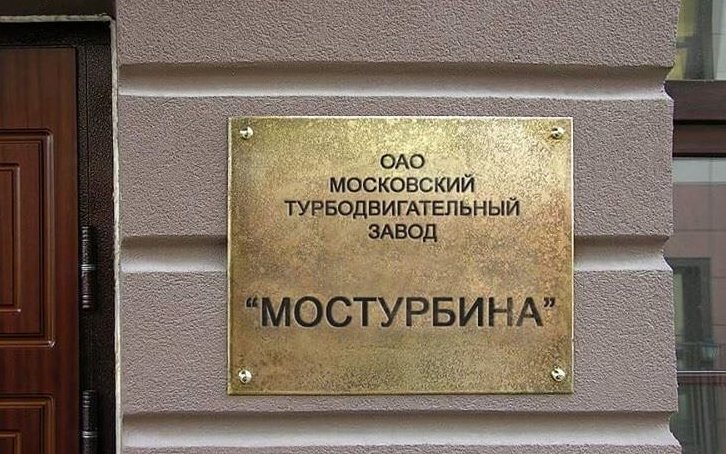 ОАО
МОСКОВСКИЙ
ТУРБОДВИГАТЕЛЬНЫЙ
ЗАВОД
“МОСТУРБИНА”